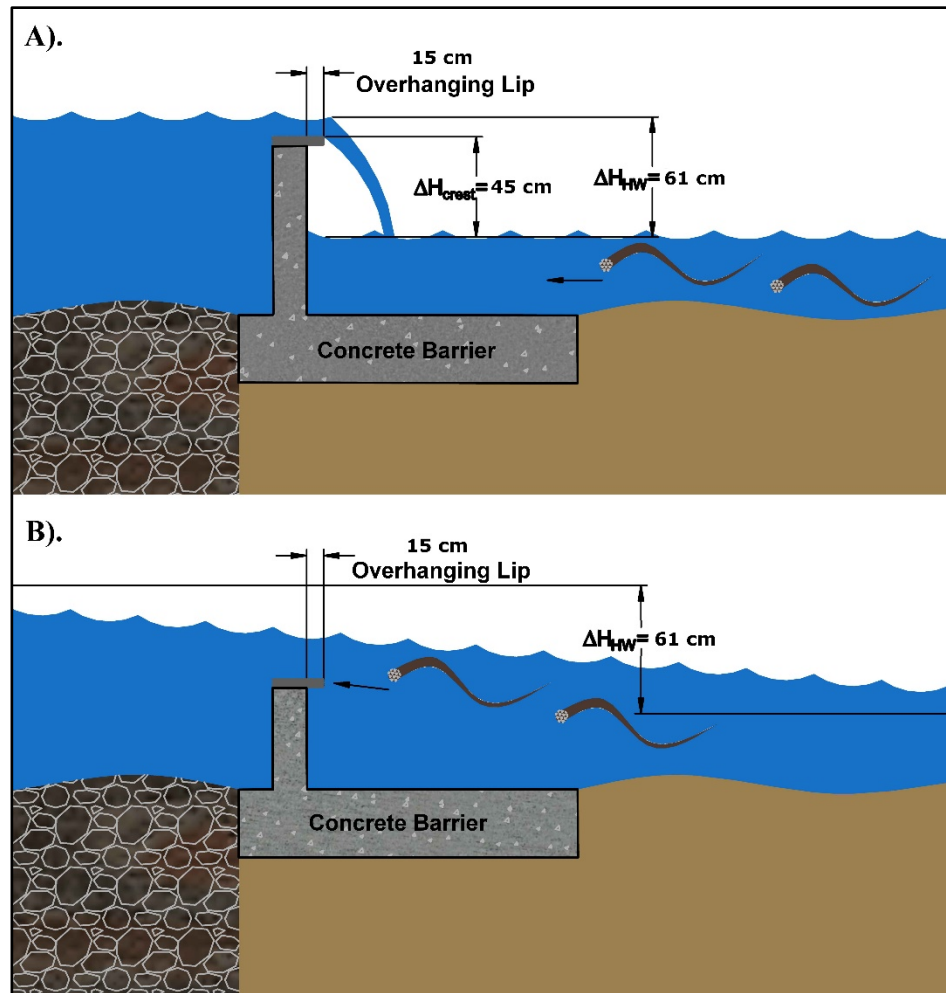 A).
15 cm
Overhanging Lip
ΔHcrest= 45 cm
ΔHHW= 61 cm
Concrete Barrier
B).
15 cm
Overhanging Lip
ΔHHW= 61 cm
Concrete Barrier